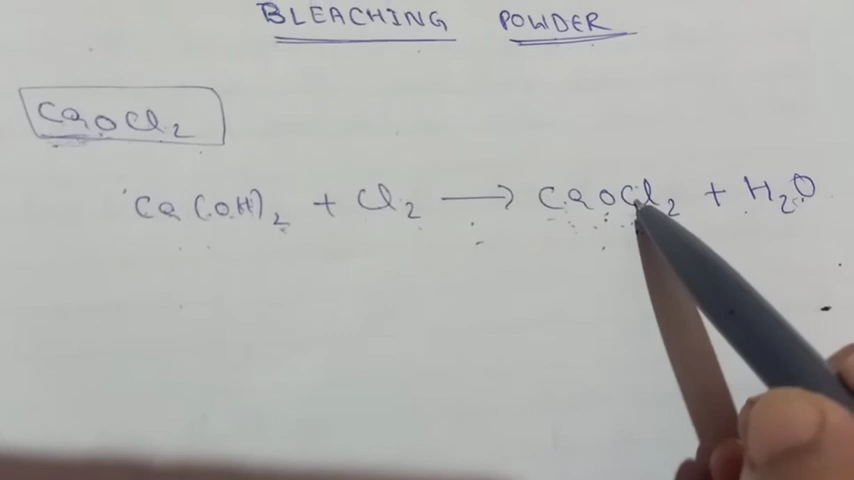 BLEACHING POWDER
CaOCl2
Ca(OH)2 + Cl2 → CaOCl2 + H2O